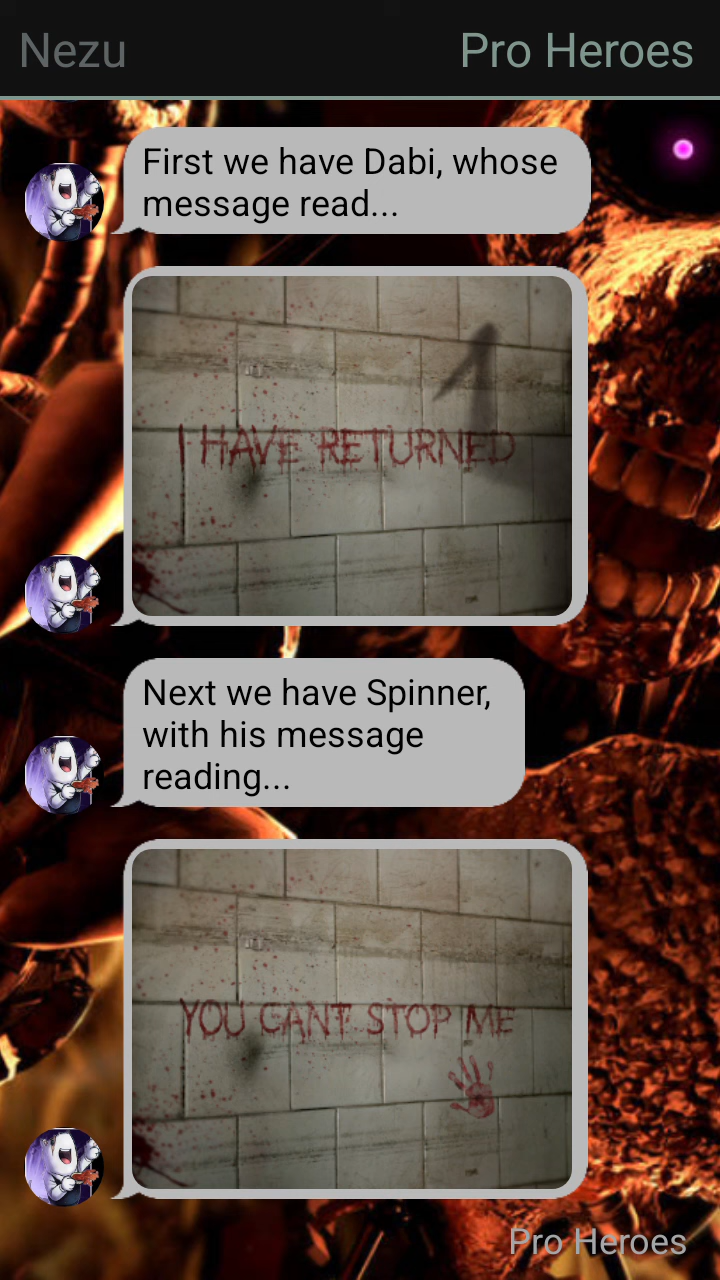 Nezu
Pro Heroes
First we have Dabi, whose
message read...
I HAVE RETURNED
Next we have Spinner,
with his message
reading...
YOU CANT STOP ME
Pro Heroes